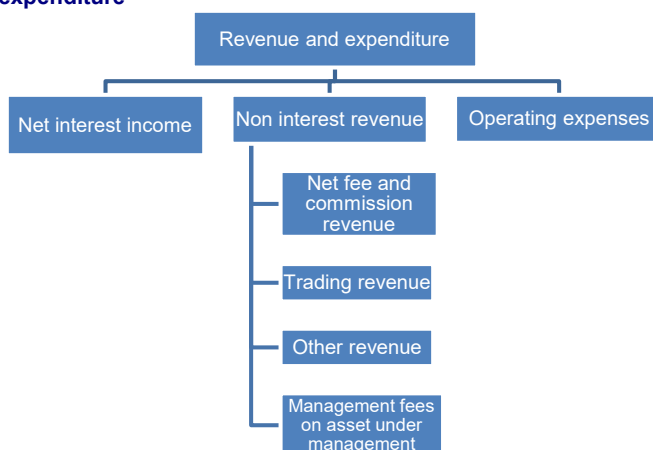 expenditure
Revenue and expenditure
Net interest income
Non interest revenue
Operating expenses
Net fee and
commission
revenue
Trading revenue
Other revenue
Management fees
on asset under
management